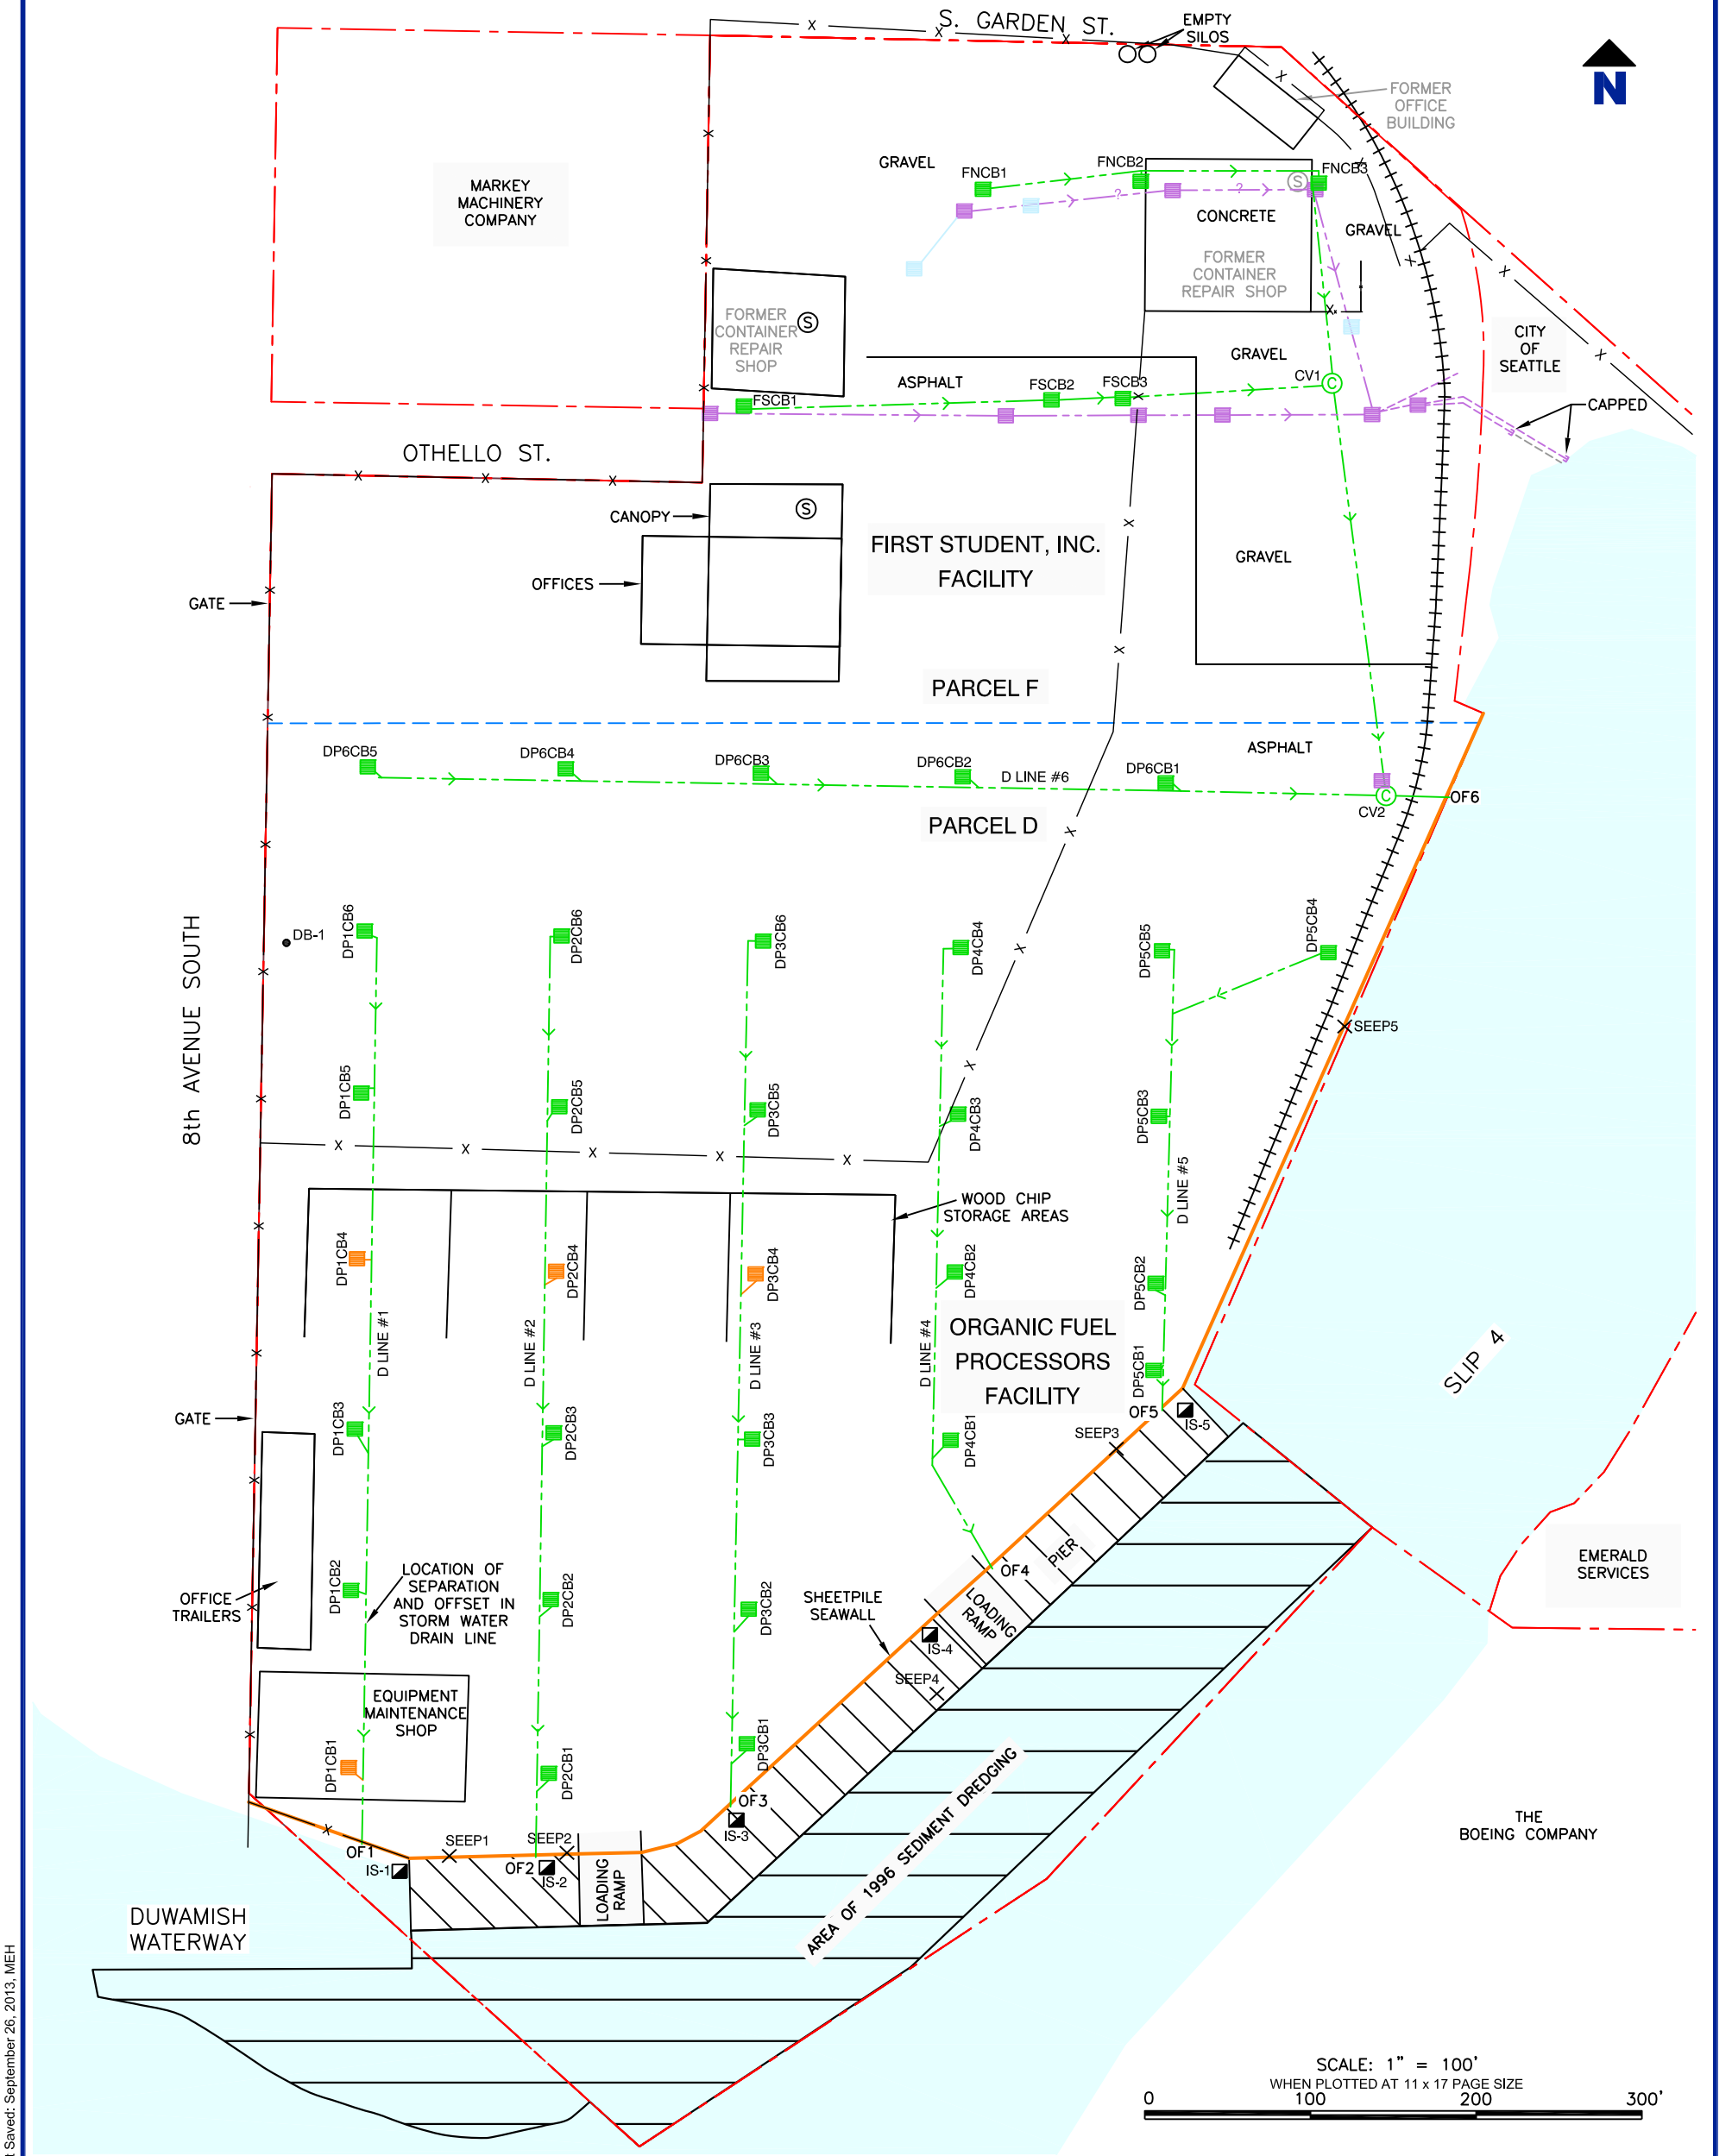 S. GARDEN ST.
EMPTY
SILOS
N
FORMER
OFFICE
BUILDING
MARKEY
MACHINERY
COMPANY
GRAVEL
FNCB1
FNCB2
FNCB3
S
?
?
CONCRETE
GRAVEL
FORMER
CONTAINER
REPAIR SHOP
FORMER
CONTAINER
REPAIR
SHOP
S
CITY
OF
SEATTLE
GRAVEL
ASPHALT
FSCB1
FSCB2
FSCB3
CV1
C
CAPPED
OTHELLO ST.
CANOPY
S
OFFICES
FIRST STUDENT, INC.
FACILITY
GRAVEL
GATE
PARCEL F
ASPHALT
DP6CB5
DP6CB4
DP6CB3
DP6CB2
D LINE #6
DP6CB1
CV2
C
OF6
PARCEL D
8th AVENUE SOUTH
DB-1
DP1CB6
DP2CB6
DP3CB6
DP4CB4
DP5CB5
DP5CB4
SEEP5
DP1CB5
DP2CB5
DP3CB5
DP4CB3
DP5CB3
D LINE #5
WOOD CHIP
STORAGE AREAS
DP1CB4
DP2CB4
DP3CB4
DP4CB2
DP5CB2
D LINE #1
D LINE #2
D LINE #3
D LINE #4
ORGANIC FUEL
PROCESSORS
FACILITY
DP5CB1
SLIP 4
GATE
DP1CB3
DP2CB3
DP3CB3
DP4CB1
SEEP3
OF5
IS-5
OFFICE
TRAILERS
DP1CB2
LOCATION OF
SEPARATION
AND OFFSET IN
STORM WATER
DRAIN LINE
DP2CB2
DP3CB2
SHEETPILE
SEAWALL
OF4
PIER
LOADING
RAMP
IS-4
SEEP4
EMERALD
SERVICES
EQUIPMENT
MAINTENANCE
SHOP
DP1CB1
DP2CB1
DP3CB1
OF3
IS-3
AREA OF 1996 SEDIMENT DREDGING
THE
BOEING COMPANY
OF1
SEEP1
SEEP2
IS-1
OF2
IS-2
LOADING
RAMP
DUWAMISH
WATERWAY
SCALE: 1" = 100'
WHEN PLOTTED AT 11 x 17 PAGE SIZE
0 100 200 300'
t Saved: September 26, 2013, MEH